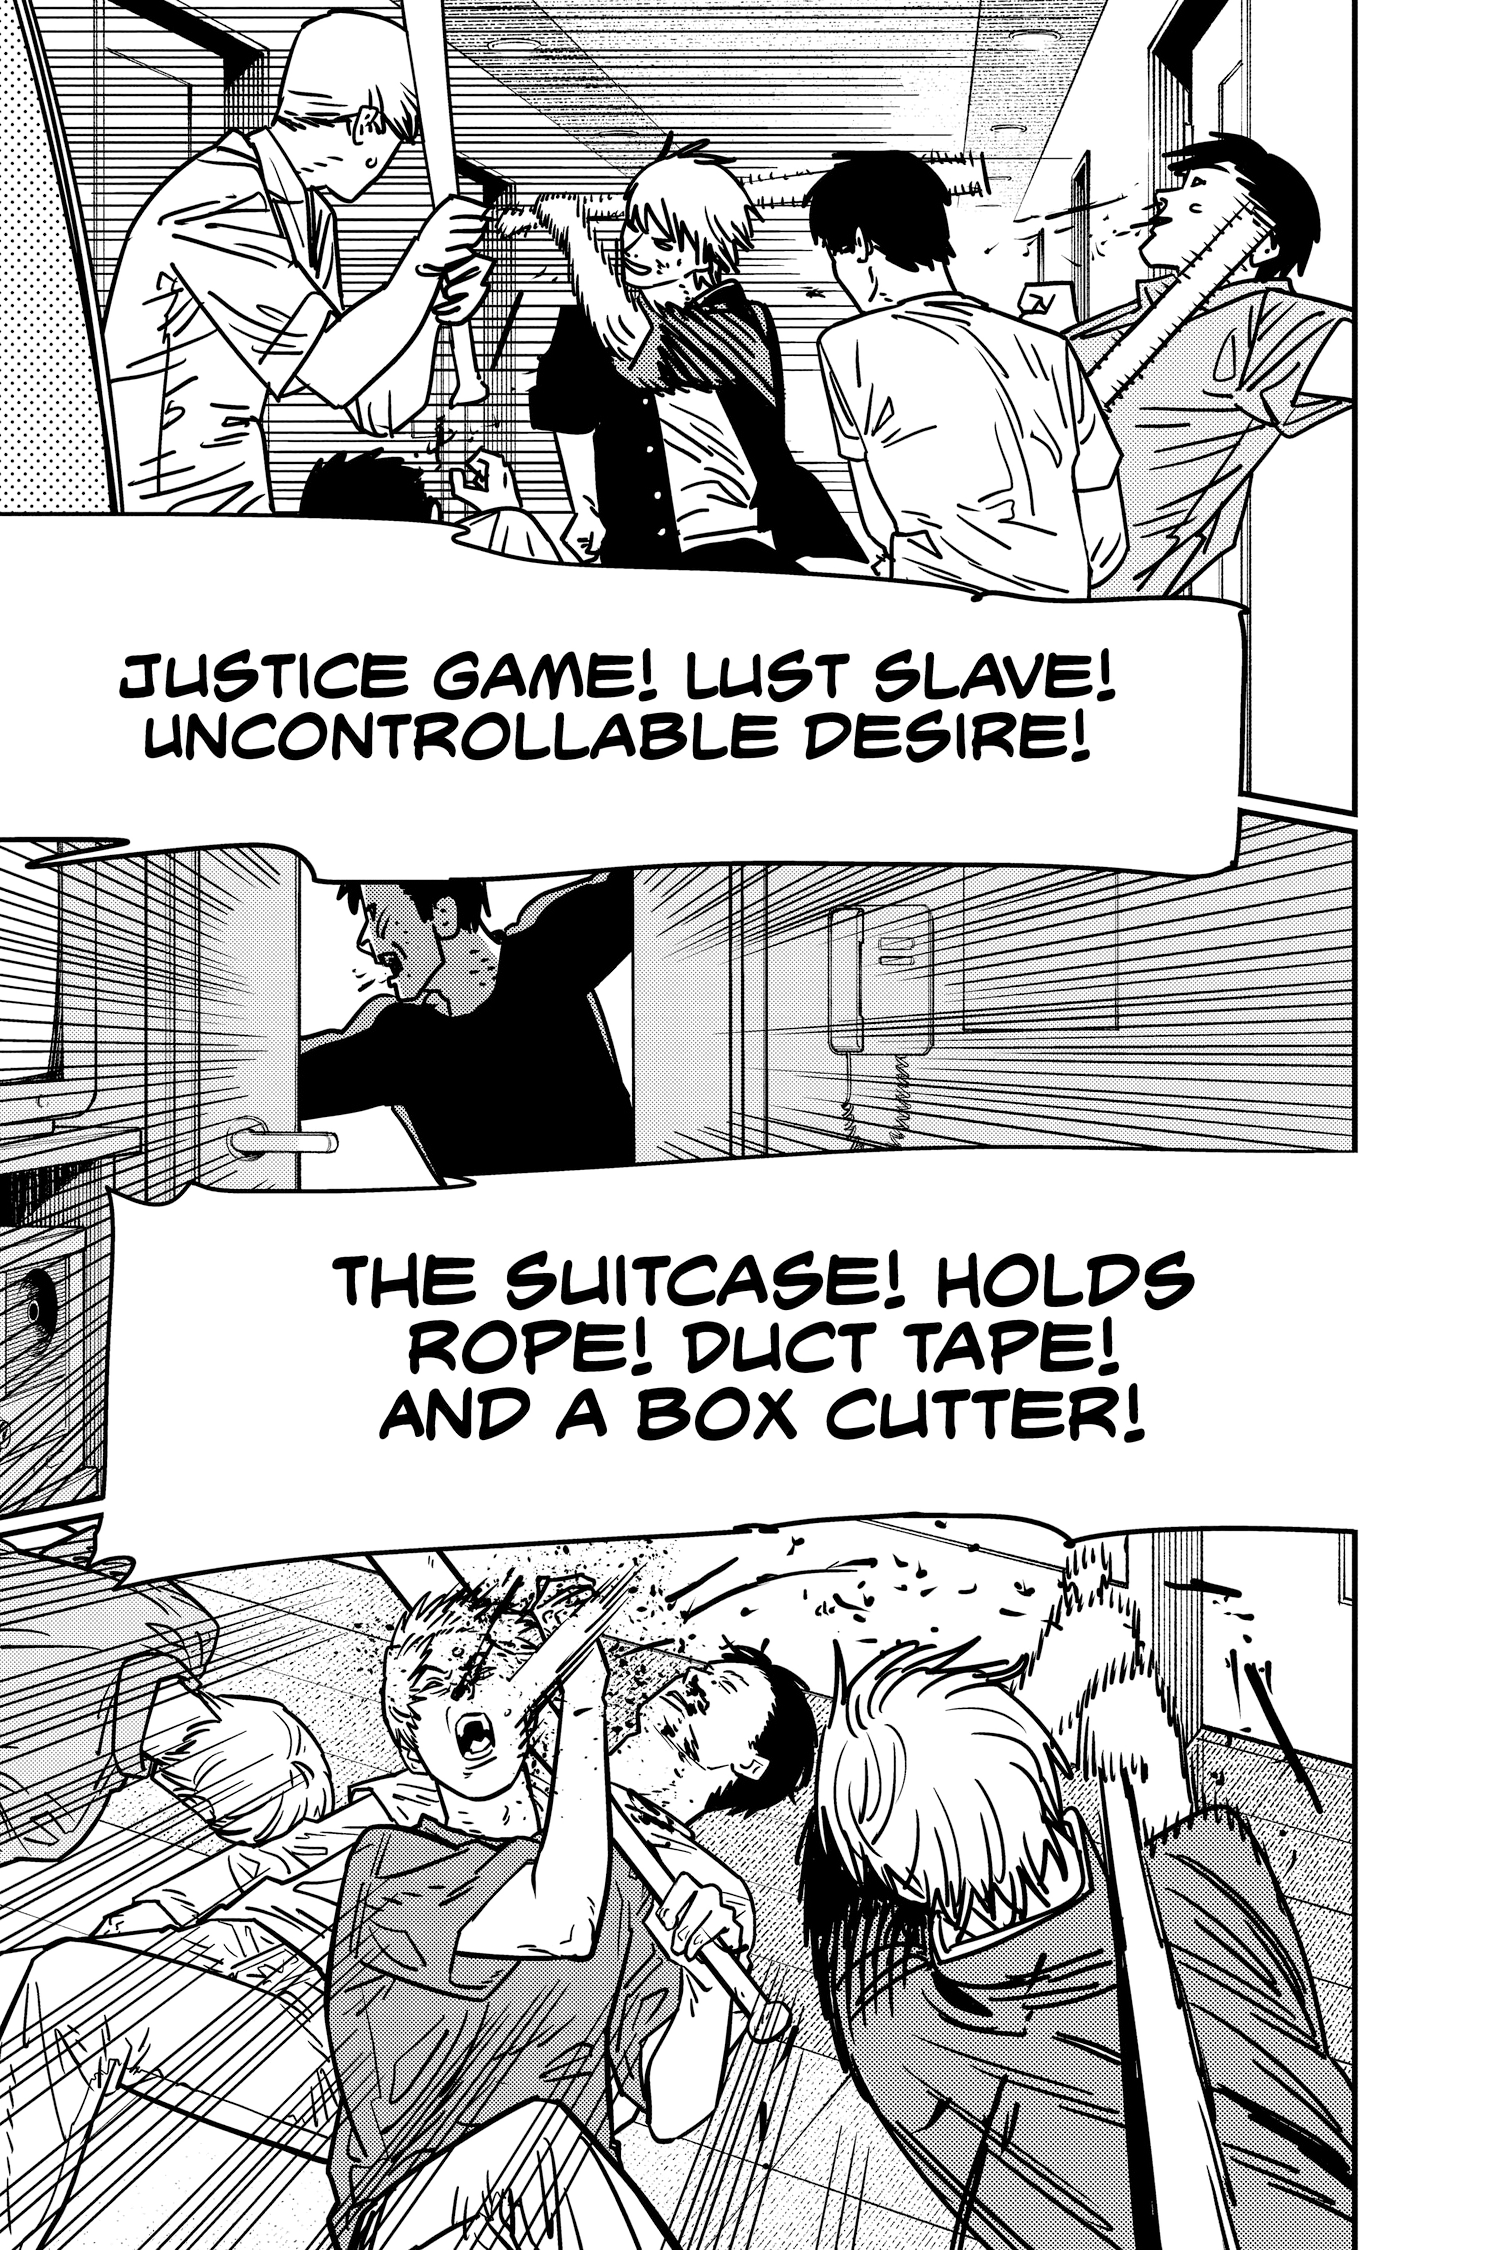 JUSTICE GAME! LUST SLAVE!
UNCONTROLLABLE DESIRE!
THE SUITCASE! HOLDS
ROPE! DUCT TAPE!
AND A BOX CUTTER!